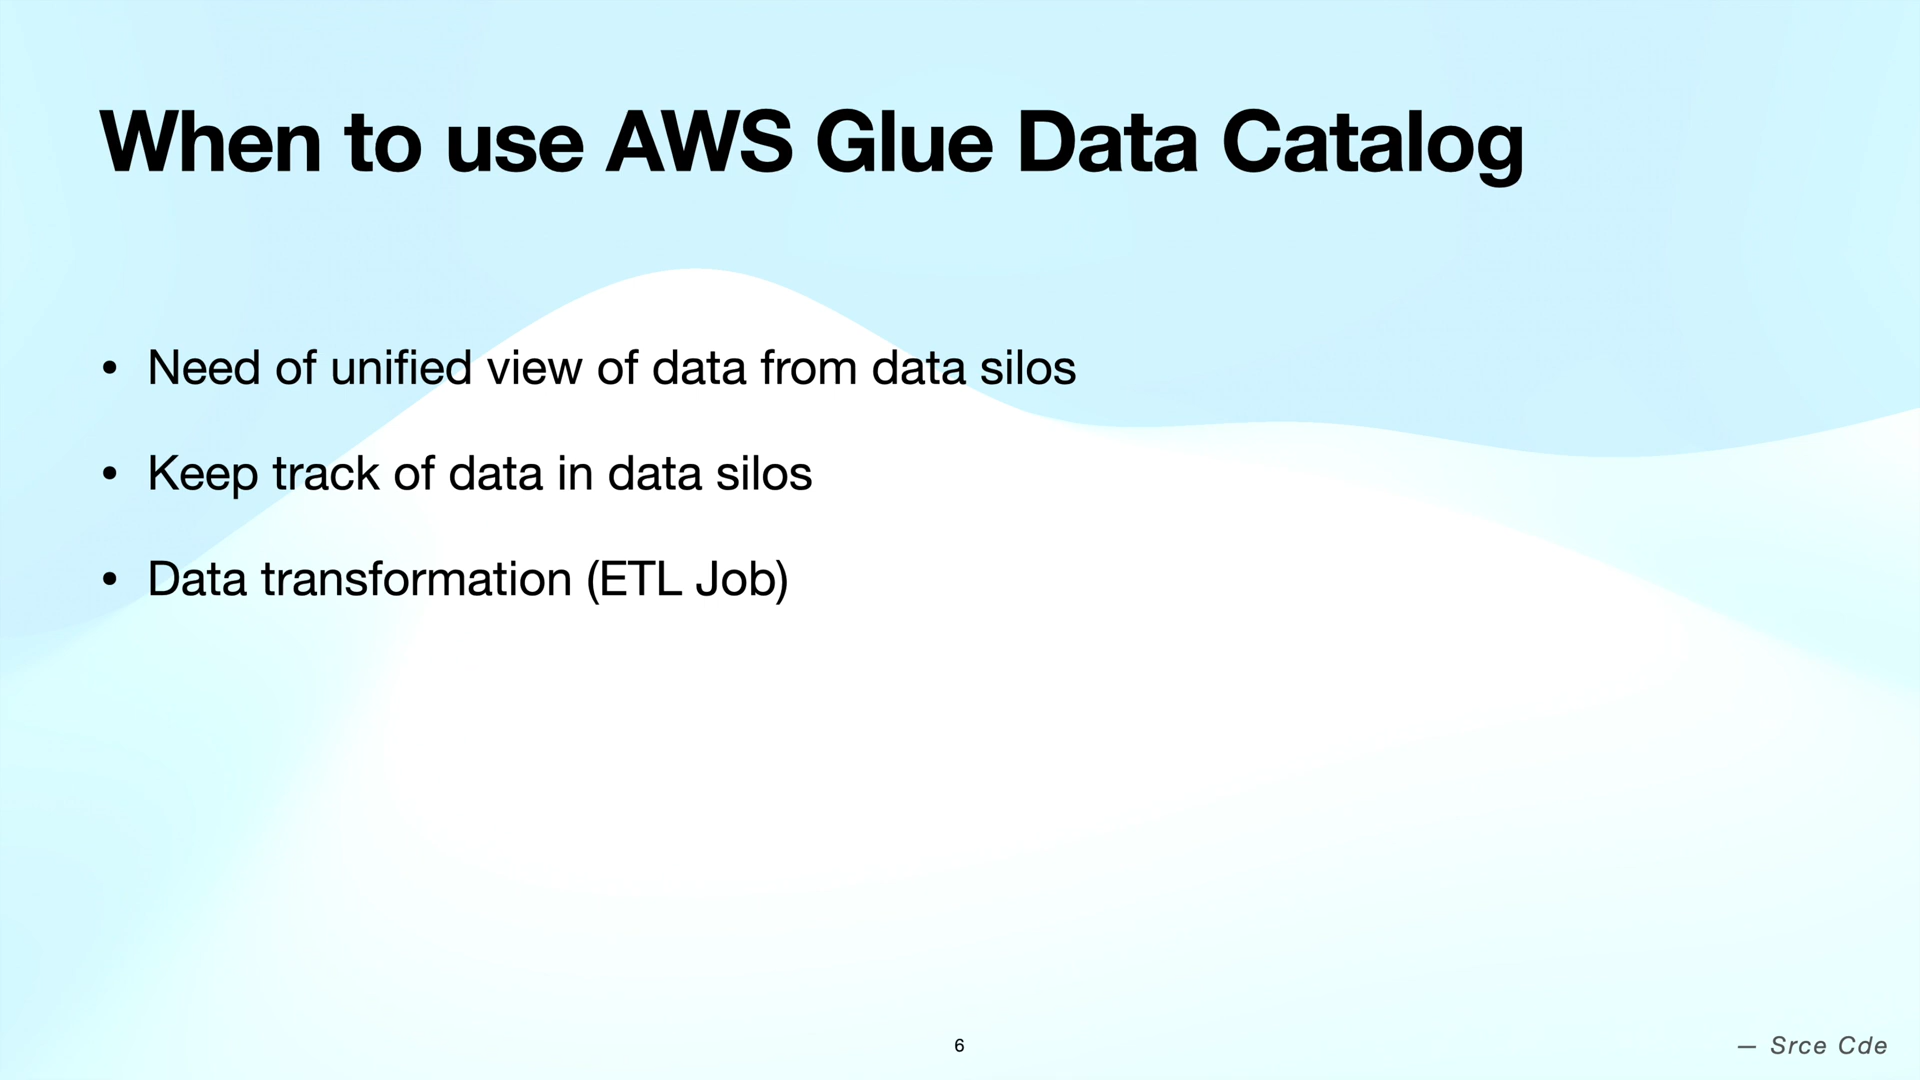 When to use AWS Glue Data Catalog
• Need of unified view of data from data silos
• Keep track of data in data silos
• Data transformation (ETL Job)
6
— Srce Cde